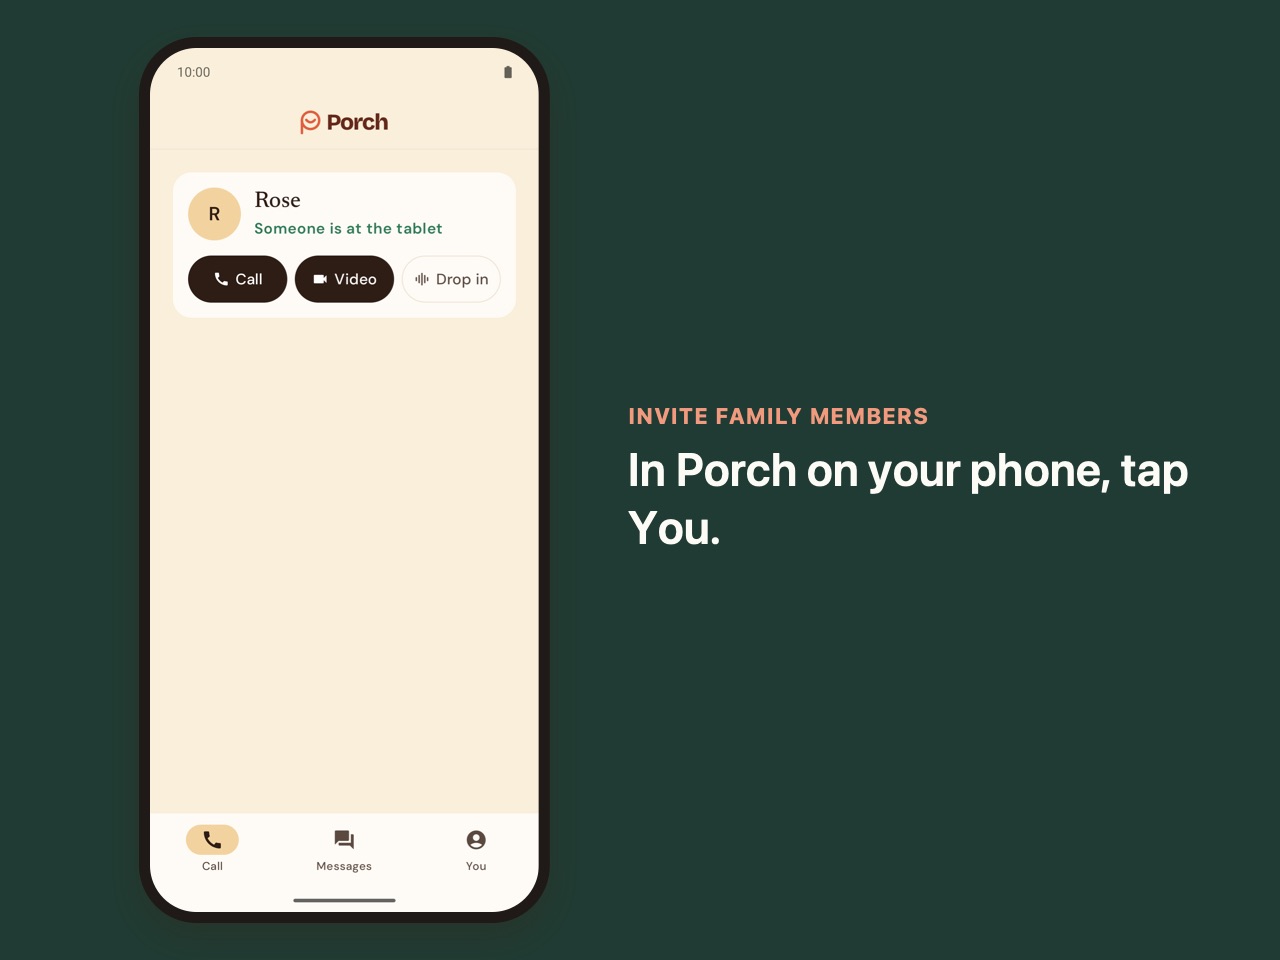 10:00
Porch
R
Rose
Someone is at the tablet
Call
Video
Drop in
INVITE FAMILY MEMBERS
In Porch on your phone, tap
You.
Call
Messages
You